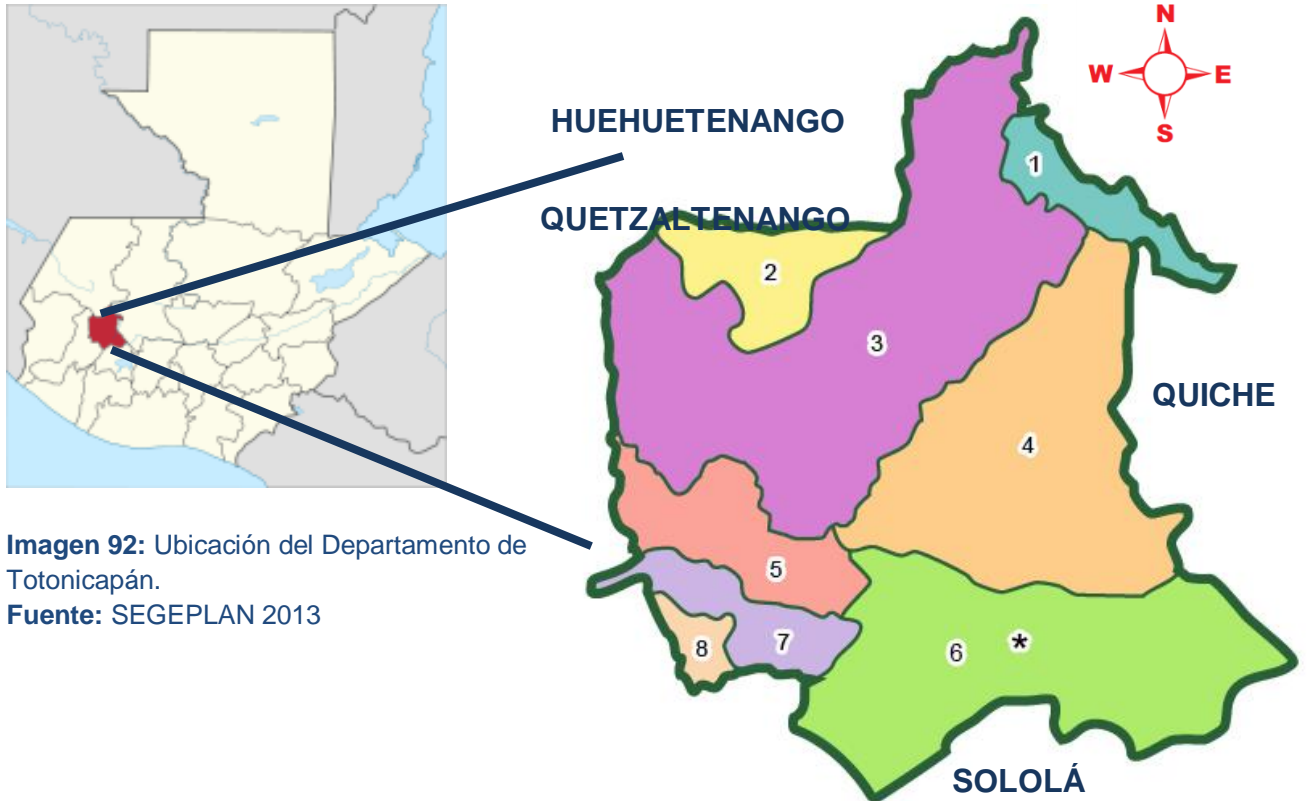 N
W E
S
HUEHUETENANGO
QUETZALTENANGO
1
2
3
QUICHE
4
Imagen 92: Ubicación del Departamento de
Totonicapán.
Fuente: SEGEPLAN 2013
5
6 *
7
8
SOLOLÁ